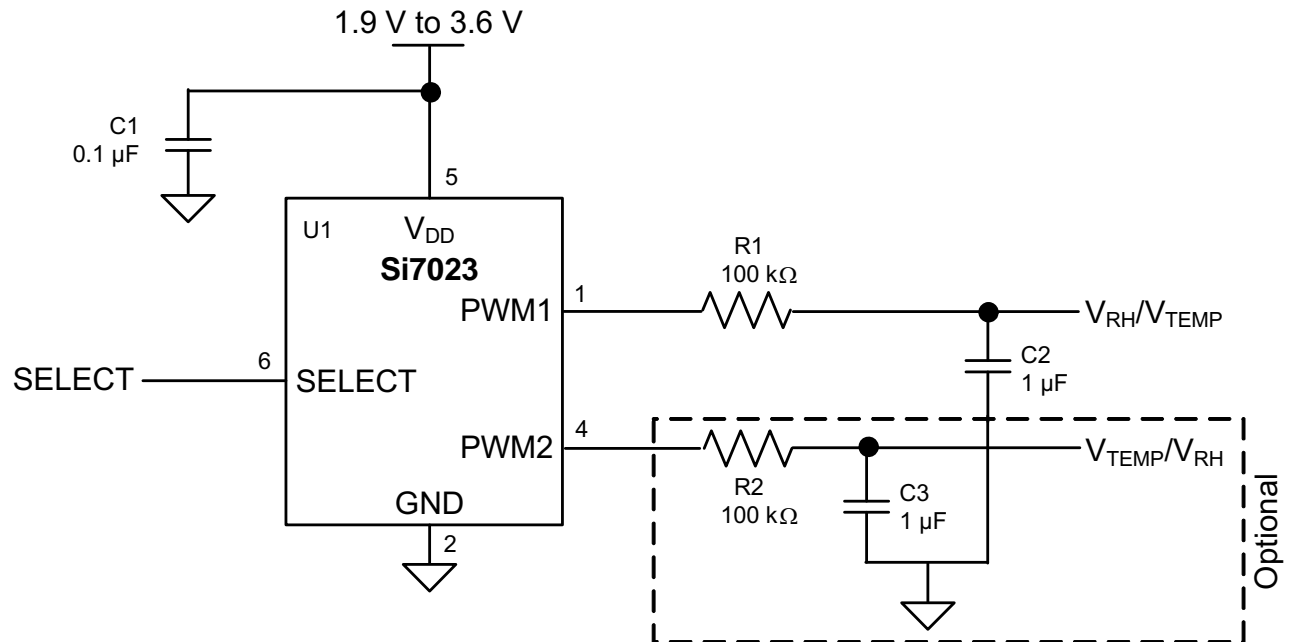 1.9 V to 3.6 V
C1
0.1 µF
5
U1
VDD
Si7023
PWM1
1
R1
100 kΩ
VRH/VTEMP
C2
1 µF
SELECT
6
SELECT
PWM2
4
R2
100 kΩ
C3
1 µF
VTEMP/VRH
GND
2
Optional